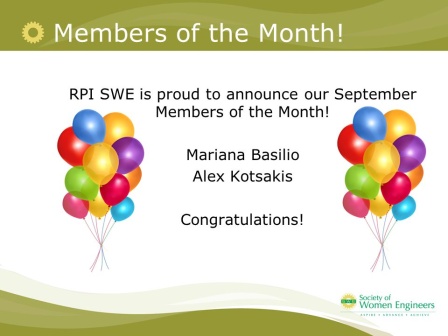 Members of the Month!
RPI SWE is proud to announce our September
Members of the Month!
Mariana Basilio
Alex Kotsakis
Congratulations!
SWE
Society of
Women Engineers
ASPIRE • ADVANCE • ACHIEVE